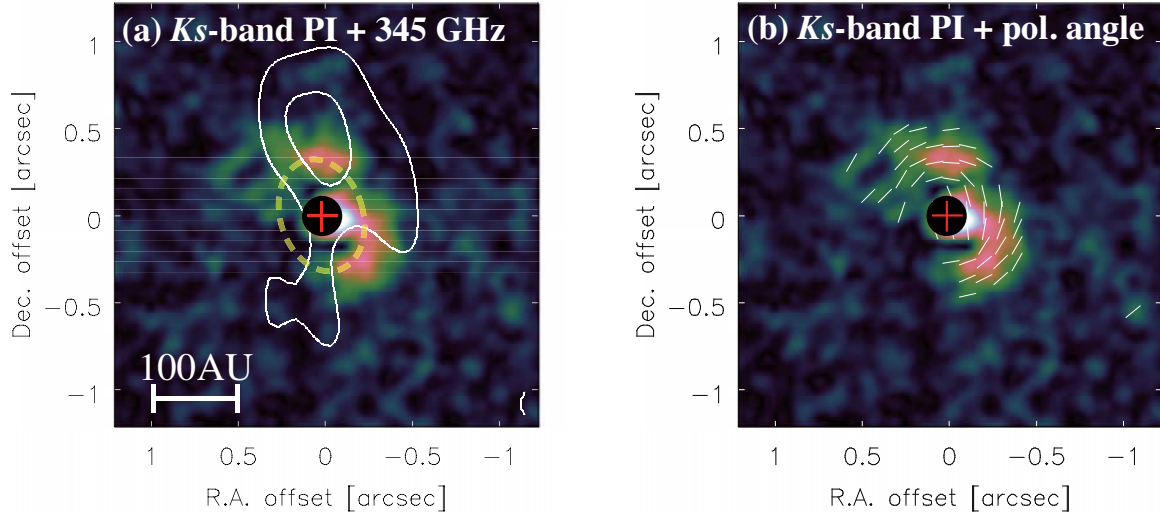 (a) Ks-band PI + 345 GHz
1
0.5
0
−0.5
−1
Dec. offset [arcsec]
100AU
1
0.5
0
−0.5
−1
R.A. offset [arcsec]
(b) Ks-band PI + pol. angle
1
0.5
0
−0.5
−1
Dec. offset [arcsec]
1
0.5
0
−0.5
−1
R.A. offset [arcsec]